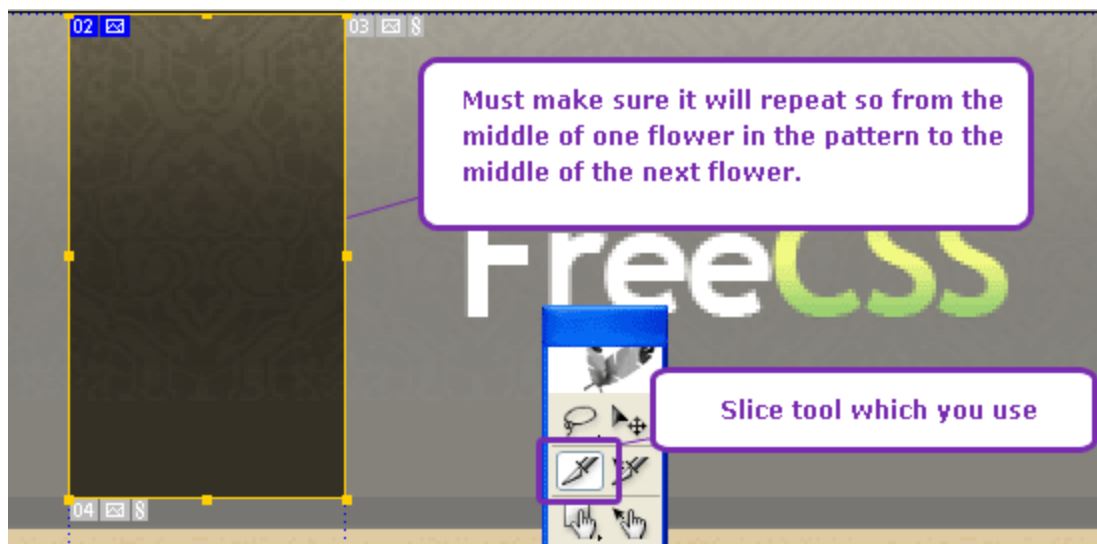 02
03
Must make sure it will repeat so from the
middle of one flower in the pattern to the
middle of the next flower.
FreeCSS
Slice tool which you use
04